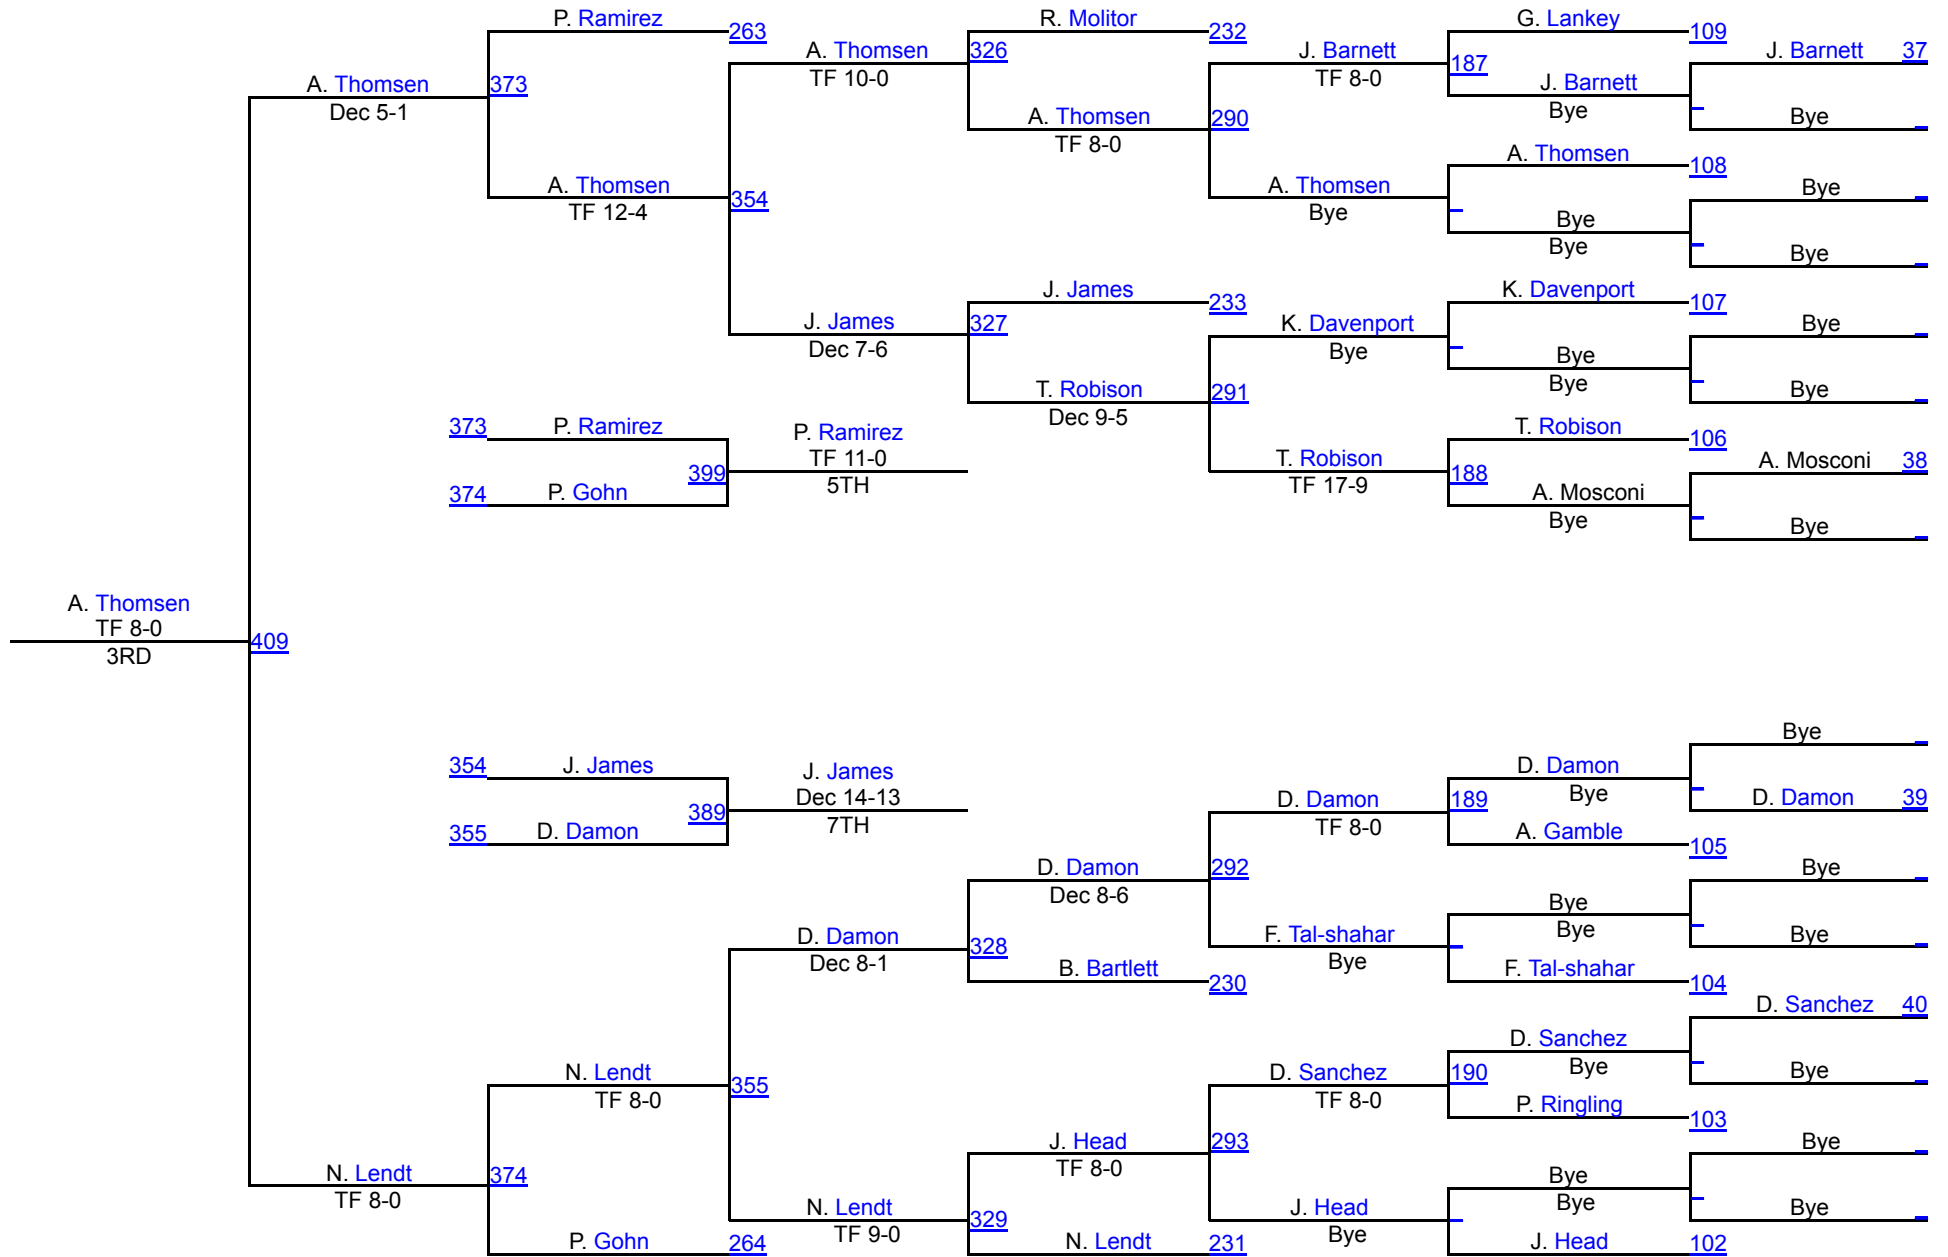 P. Ramirez
263
R. Molitor
232
G. Lankey
109
A. Thomsen
TF 10-0
326
J. Barnett
TF 8-0
187
J. Barnett 37
A. Thomsen
Dec 5-1
373
J. Barnett
Bye
A. Thomsen
TF 8-0
290
Bye
A. Thomsen
108
A. Thomsen
TF 12-4
354
A. Thomsen
Bye
Bye
Bye
Bye
Bye
J. James
233
K. Davenport
107
J. James
Dec 7-6
327
K. Davenport
Bye
Bye
Bye
Bye
T. Robison
Dec 9-5
291
Bye
373 P. Ramirez
399
374 P. Gohn
P. Ramirez
TF 11-0
5TH
T. Robison
106
T. Robison
TF 17-9
188
A. Mosconi 38
A. Mosconi
Bye
Bye
A. Thomsen
TF 8-0
3RD
409
Bye
354 J. James
389
355 D. Damon
J. James
Dec 14-13
7TH
D. Damon
Bye
D. Damon
TF 8-0
189
D. Damon 39
A. Gamble
105
D. Damon
Dec 8-6
292
Bye
Bye
Bye
D. Damon
Dec 8-1
328
F. Tal-shahar
Bye
Bye
B. Bartlett
230
F. Tal-shahar
104
D. Sanchez 40
D. Sanchez
Bye
N. Lendt
TF 8-0
355
D. Sanchez
TF 8-0
190
Bye
P. Ringling
103
J. Head
TF 8-0
293
Bye
N. Lendt
TF 8-0
374
Bye
Bye
N. Lendt
TF 9-0
329
J. Head
Bye
Bye
P. Gohn
264
N. Lendt
231
J. Head
102